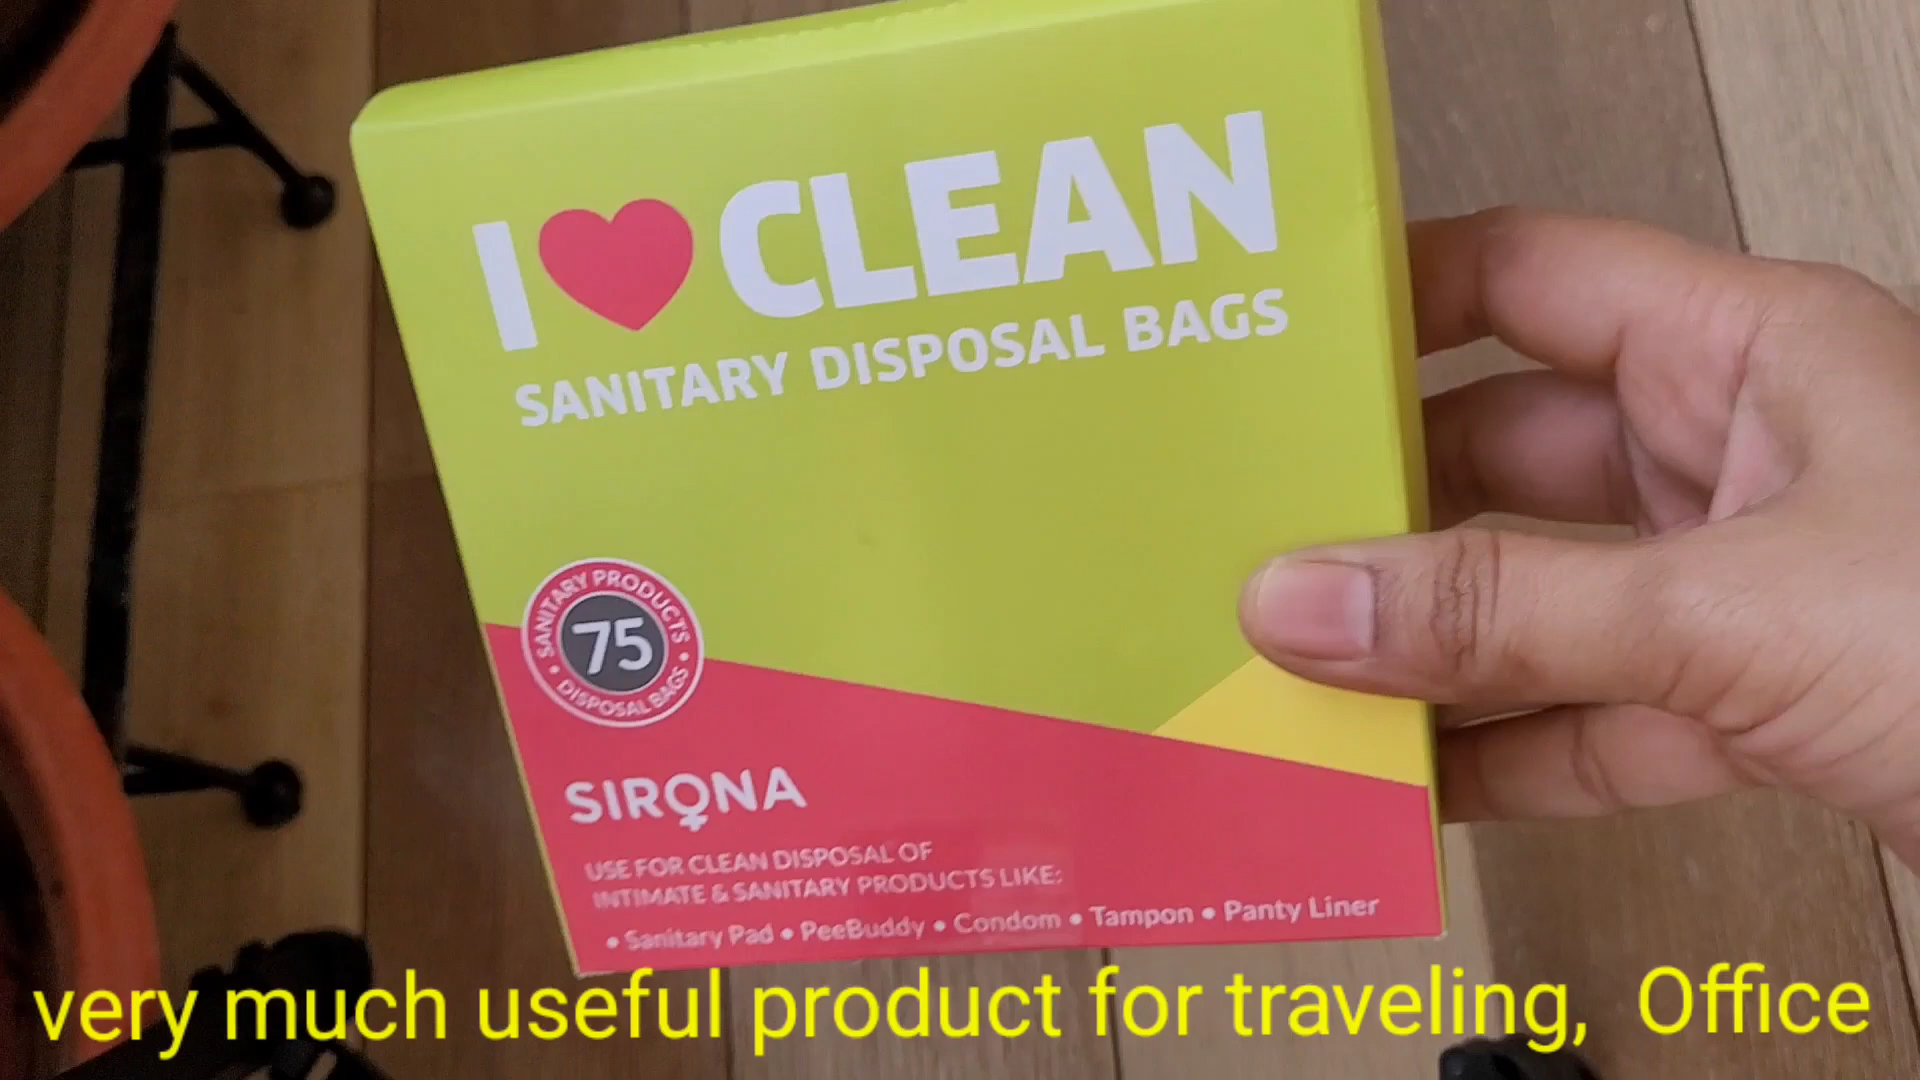 I ♥ CLEAN
SANITARY DISPOSAL BAGS
SANITARY PRODUCTS
75
DISPOSAL BAGS
SIRONA
USE FOR CLEAN DISPOSAL OF
INTIMATE & SANITARY PRODUCTS LIKE:
• Sanitary Pad • PeeBuddy • Condom • Tampon • Panty Liner
very much useful product for traveling, Office